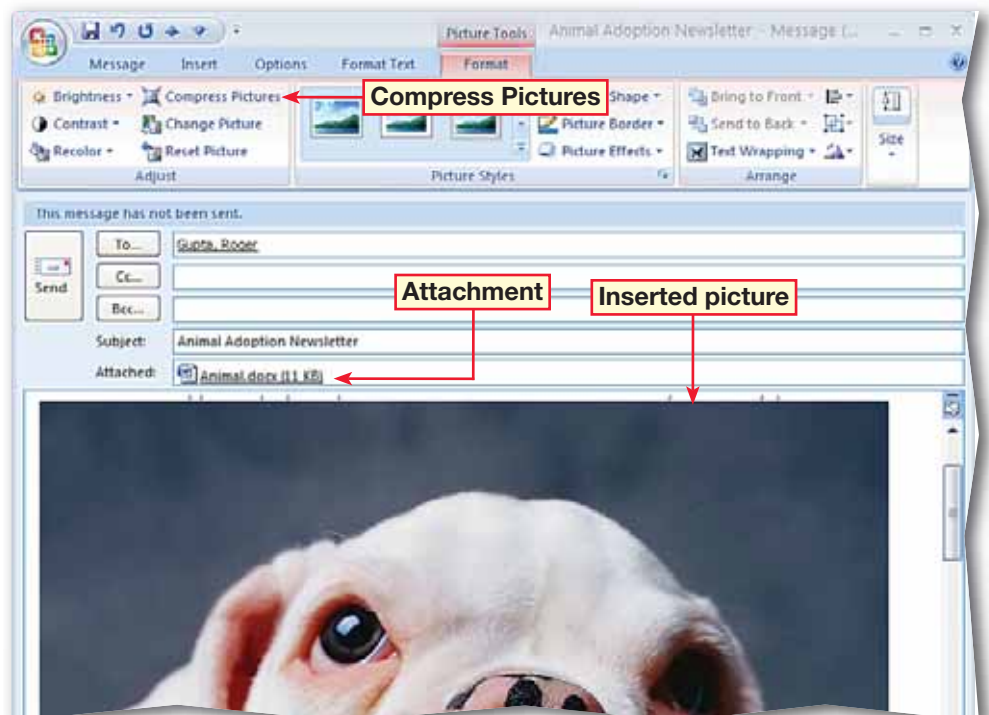 Picture Tools Animal Adoption Newsletter - Message (...
Message Insert Options Format Text Format
Brightness Compress Pictures Compress Pictures Shape Bring to Front
Contrast Change Picture Picture Border Send to Back
Recolor Reset Picture Picture Effects Text Wrapping Size
Adjust Picture Styles Arrange
This message has not been sent.
To... Gupta, Roger
Send Cc...
Attachment Inserted picture
Bcc...
Subject: Animal Adoption Newsletter
Attached: Animal.docx (11 KB)